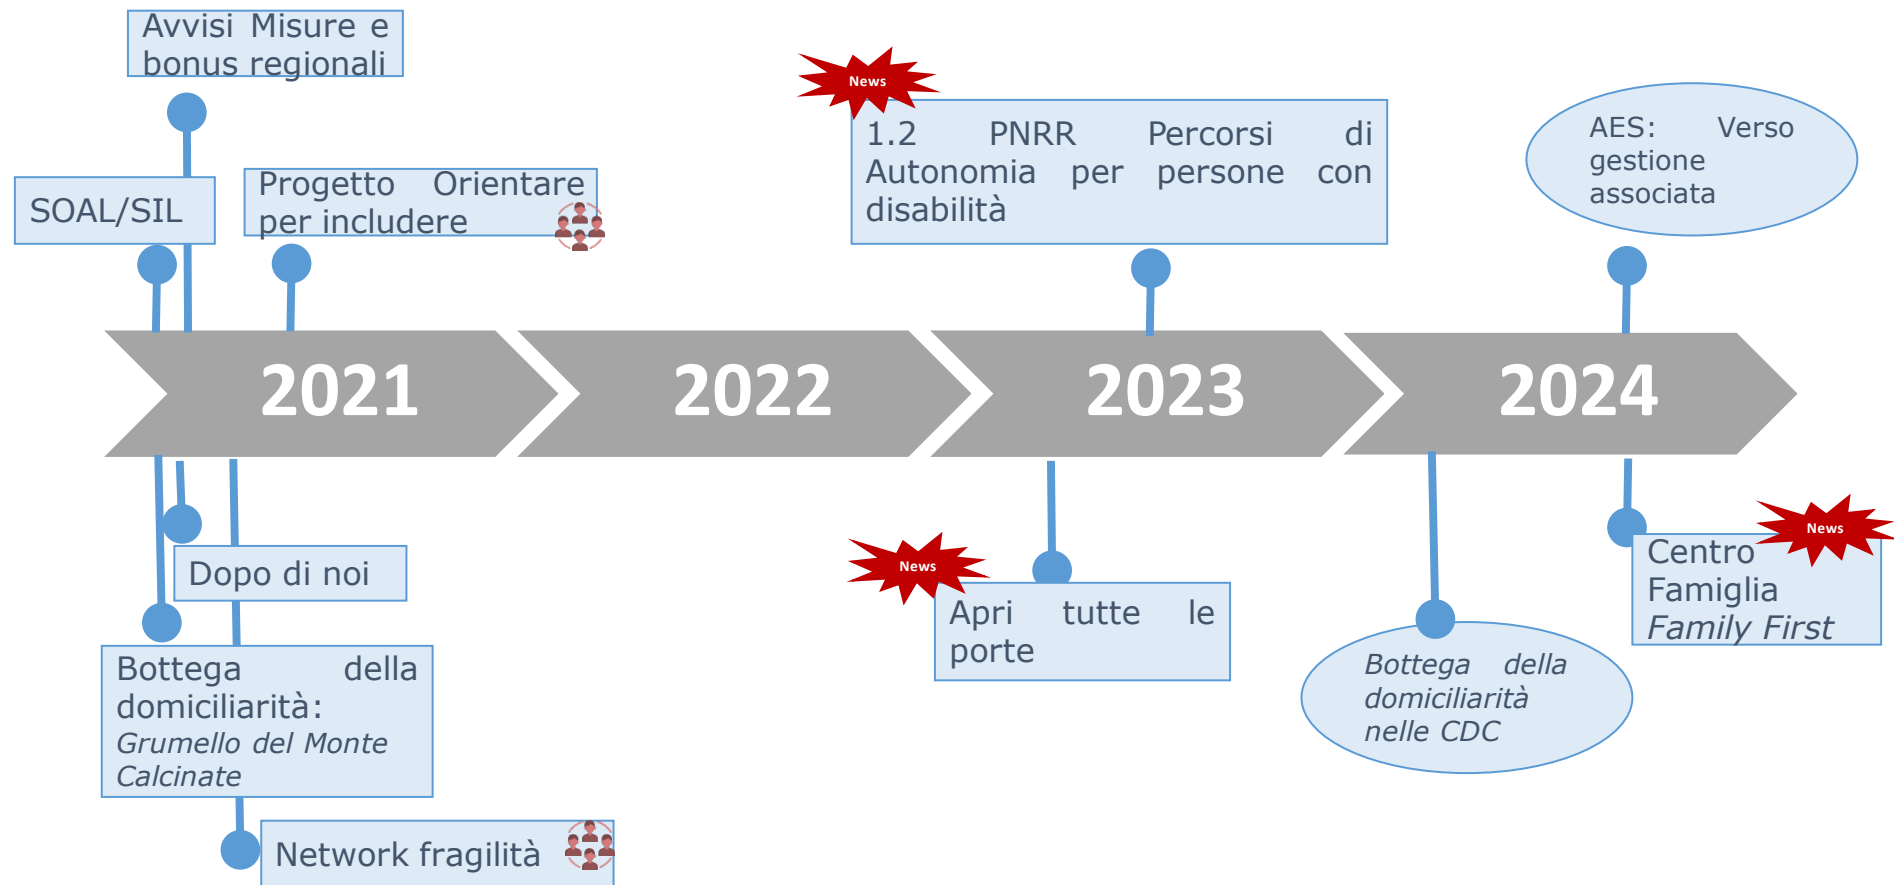 Avvisi Misure e
bonus regionali
SOAL/SIL
Progetto Orientare
per includere
News
1.2 PNRR Percorsi di
Autonomia per persone con
disabilità
AES: Verso
gestione
associata
2021
2022
2023
2024
Dopo di noi
Bottega della
domiciliarità:
Grumello del Monte
Calcinate
Network fragilità
News
Apri tutte le
porte
Bottega della
domiciliarità
nelle CDC
News
Centro
Famiglia
Family First